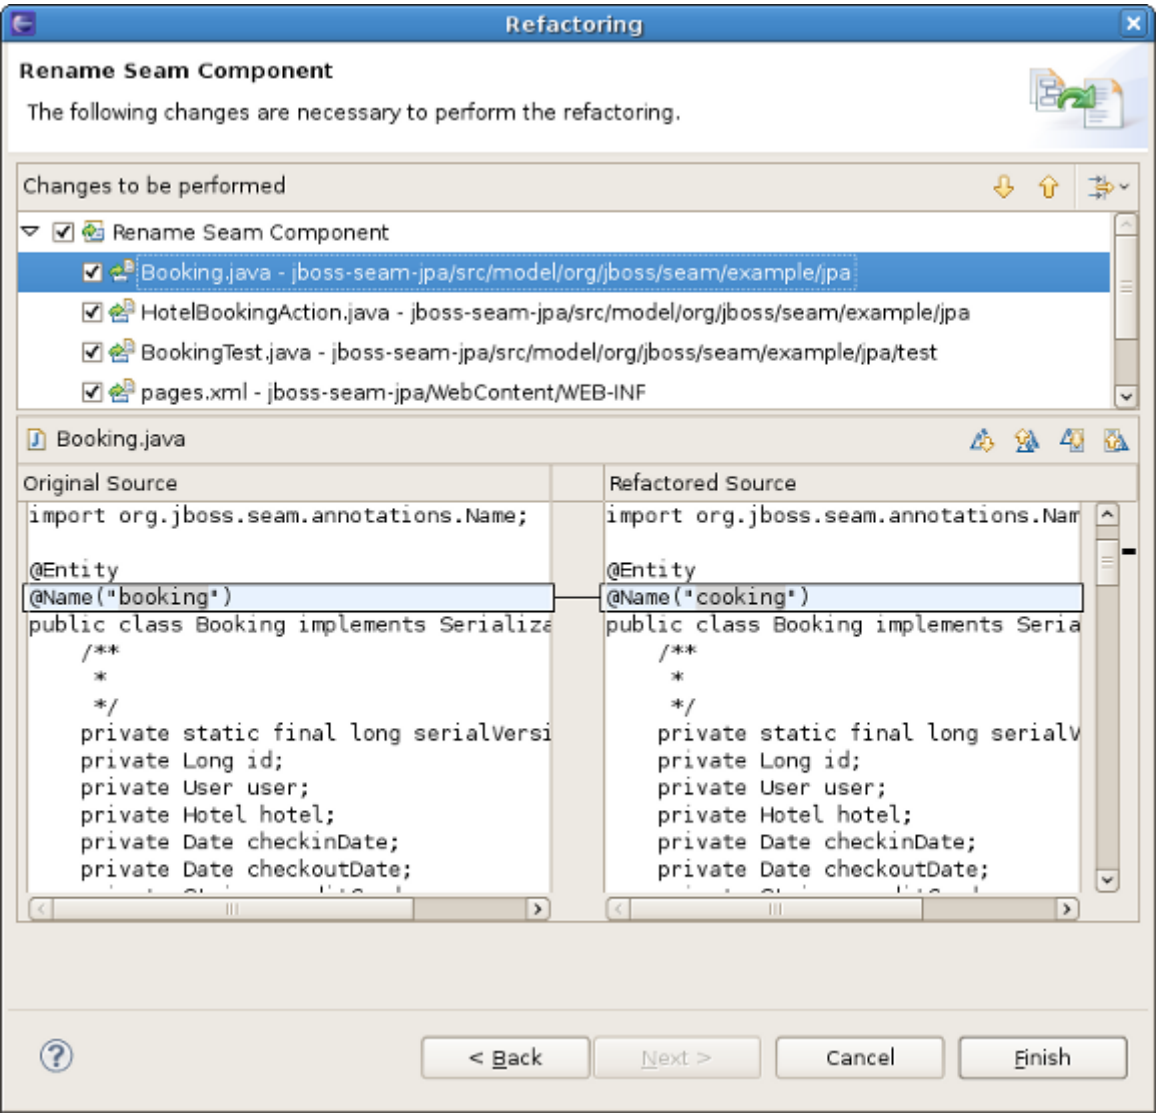 Refactoring
Rename Seam Component
The following changes are necessary to perform the refactoring.
Changes to be performed
Rename Seam Component
Booking.java - jboss-seam-jpa/src/model/org/jboss/seam/example/jpa
HotelBookingAction.java - jboss-seam-jpa/src/model/org/jboss/seam/example/jpa
BookingTest.java - jboss-seam-jpa/src/model/org/jboss/seam/example/jpa/test
pages.xml - jboss-seam-jpa/WebContent/WEB-INF
Booking.java
Original Source
import org.jboss.seam.annotations.Name;
@Entity
@Name("booking")
public class Booking implements Serializa
/**
*
*/
private static final long serialVersi
private Long id;
private User user;
private Hotel hotel;
private Date checkinDate;
private Date checkoutDate;
Refactored Source
import org.jboss.seam.annotations.Nam
@Entity
@Name("cooking")
public class Booking implements Seria
/**
*
*/
private static final long serialV
private Long id;
private User user;
private Hotel hotel;
private Date checkinDate;
private Date checkoutDate;
< Back
Next >
Cancel
Finish